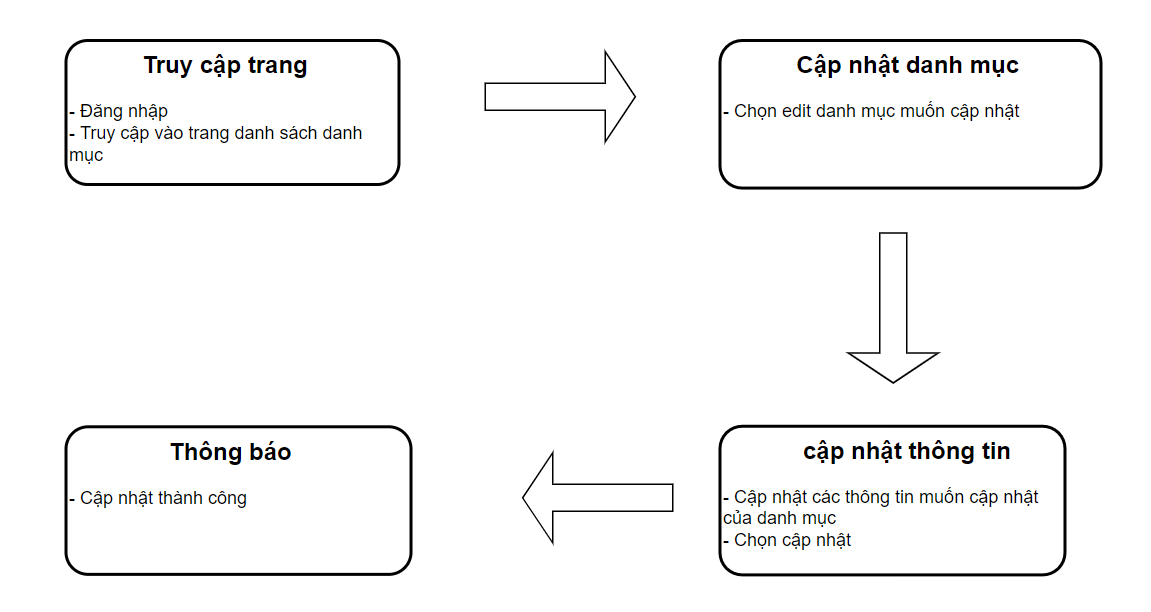 Truy cập trang
- Đăng nhập
- Truy cập vào trang danh sách danh
mục
Cập nhật danh mục
- Chọn edit danh mục muốn cập nhật
cập nhật thông tin
- Cập nhật các thông tin muốn cập nhật
của danh mục
- Chọn cập nhật
Thông báo
- Cập nhật thành công